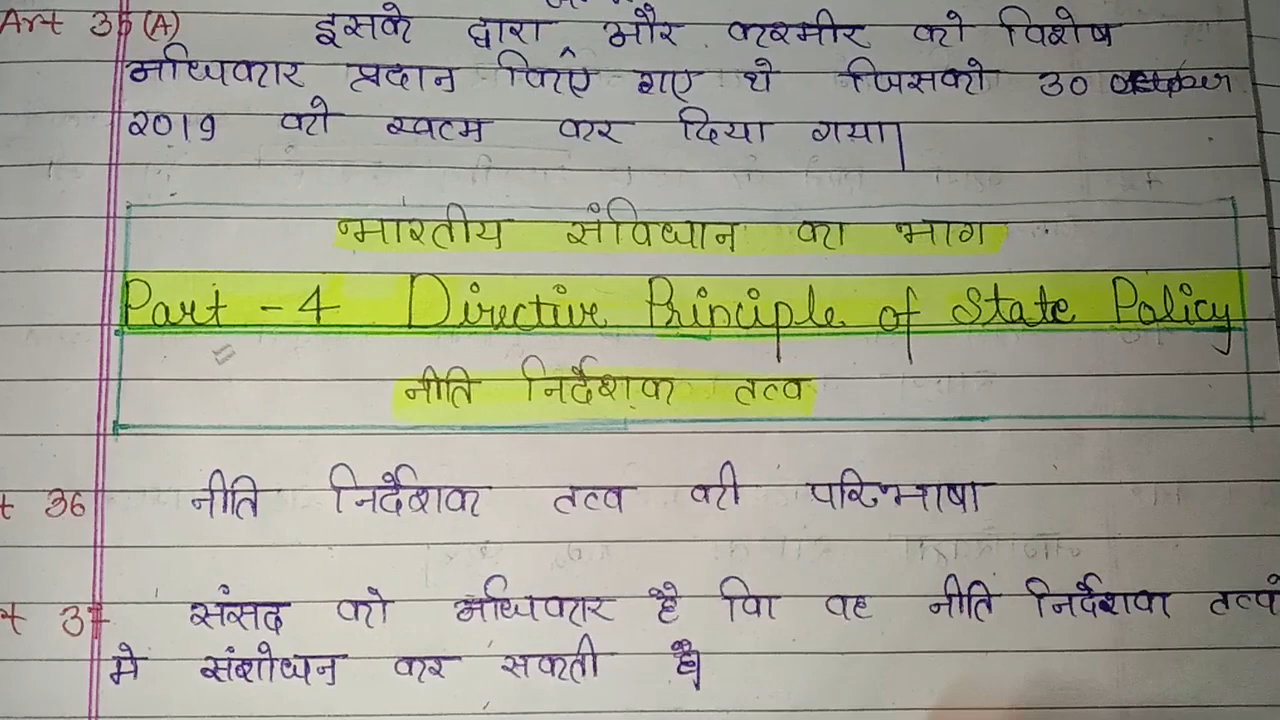 Art 35 (A) इसके द्वारा और कश्मीर को विशेष
अधिकार प्रदान किए गए थे जिसको 30
2019 को खत्म कर दिया गया।
भारतीय संविधान का भाग
Part - 4 Directive Principle of State Policy
नीति निर्देशक तत्व
36 नीति निर्देशक तत्व की परिभाषा
37 संसद को अधिकार है कि वह नीति निर्देशक तत्वो
मे संशोधन कर सकती है।